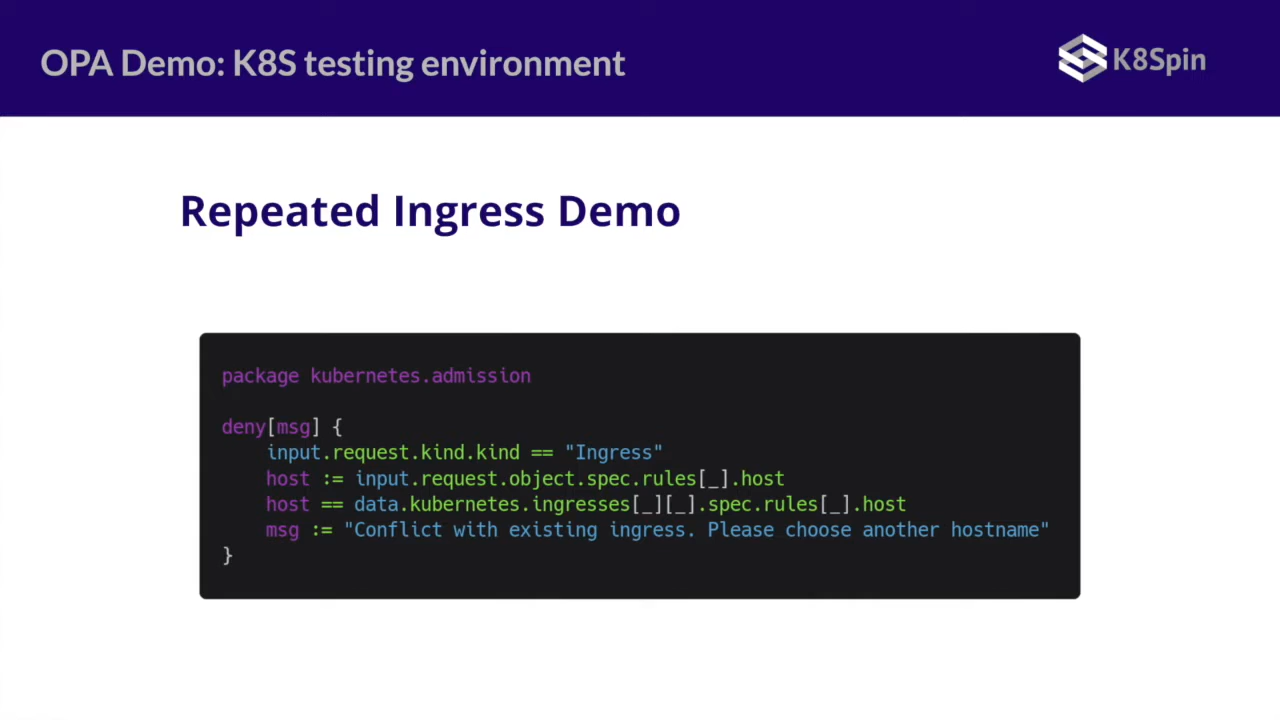 OPA Demo: K8S testing environment
K8Spin
Repeated Ingress Demo
package kubernetes.admission
deny[msg] {
    input.request.kind.kind == "Ingress"
    host := input.request.object.spec.rules[_].host
    host == data.kubernetes.ingresses[_][_].spec.rules[_].host
    msg := "Conflict with existing ingress. Please choose another hostname"
}